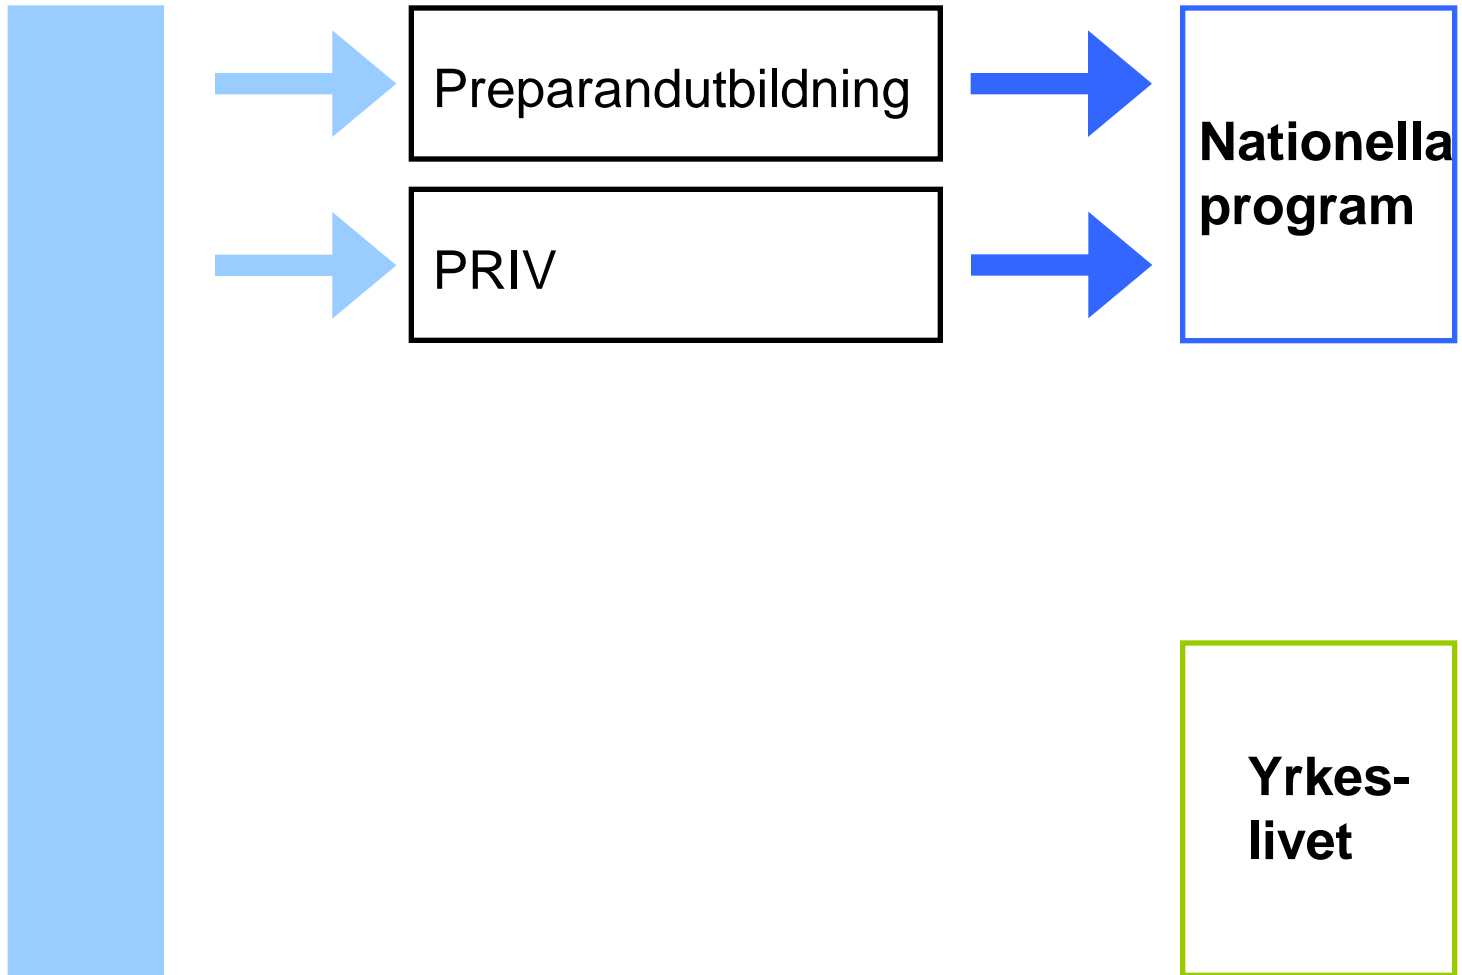 Preparandutbildning
PRIV
Nationella
program
Yrkes-
livet